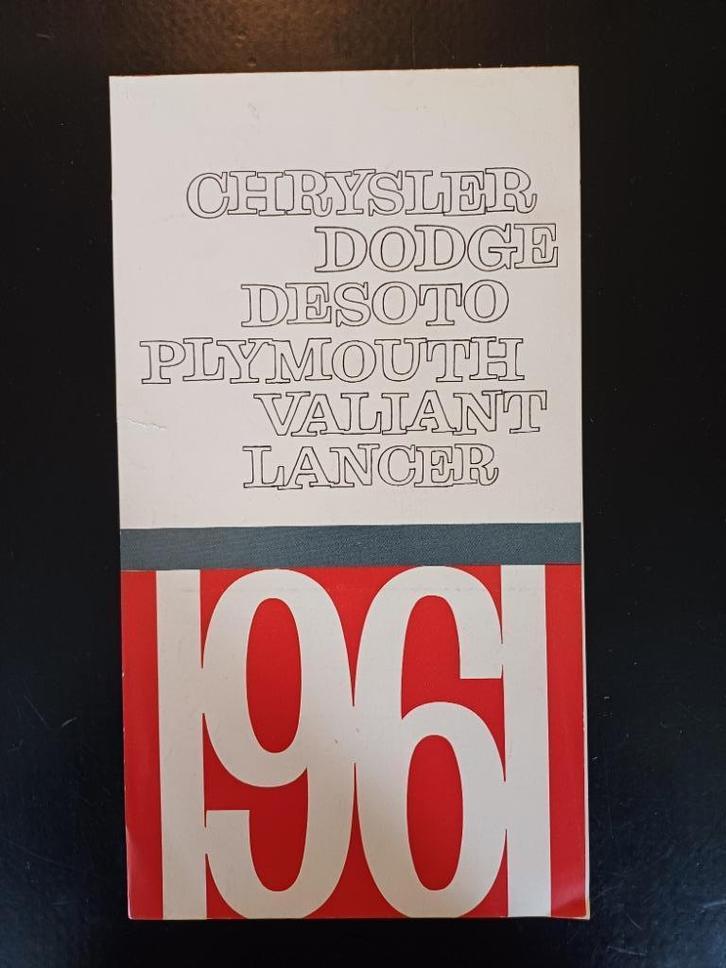 CHRYSLER
DODGE
DESOTO
PLYMOUTH
VALIANT
LANCER
1961